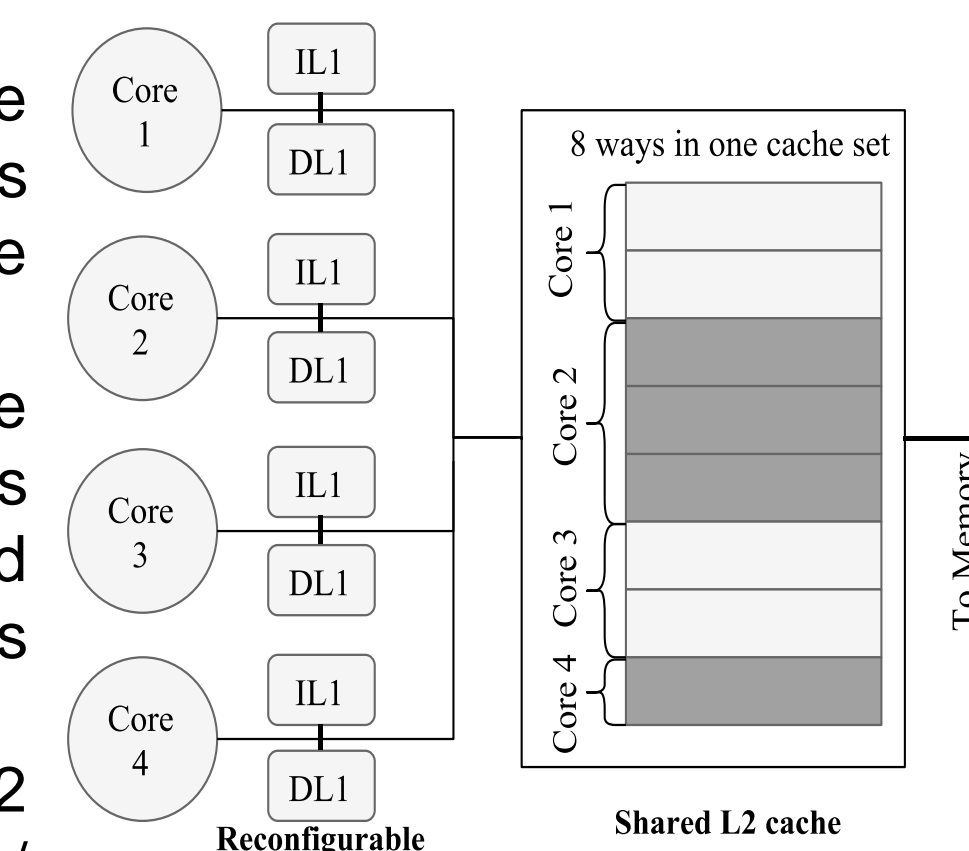 e
s
e
e
s
d
s
2
Core
1
IL1
DL1
Core
2
IL1
DL1
Core
3
IL1
DL1
Core
4
IL1
DL1
Reconfigurable
8 ways in one cache set
Core 1
Core 2
Core 3
Core 4
Shared L2 cache
To Memory